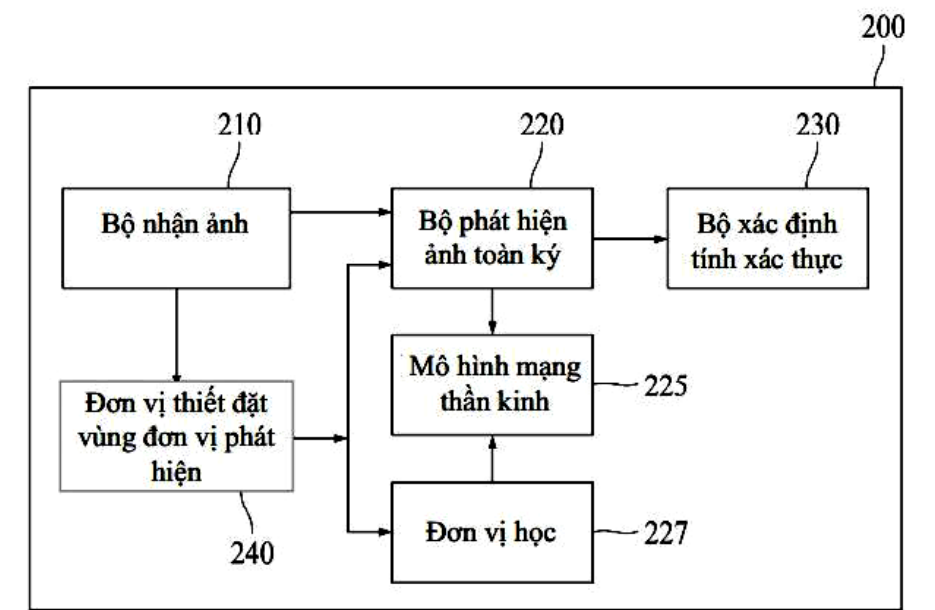 200
210
220
230
Bộ nhận ảnh
Bộ phát hiện
ảnh toàn ký
Bộ xác định
tính xác thực
Mô hình mạng
thần kinh
225
Đơn vị thiết đặt
vùng đơn vị phát
hiện
240
Đơn vị học
227